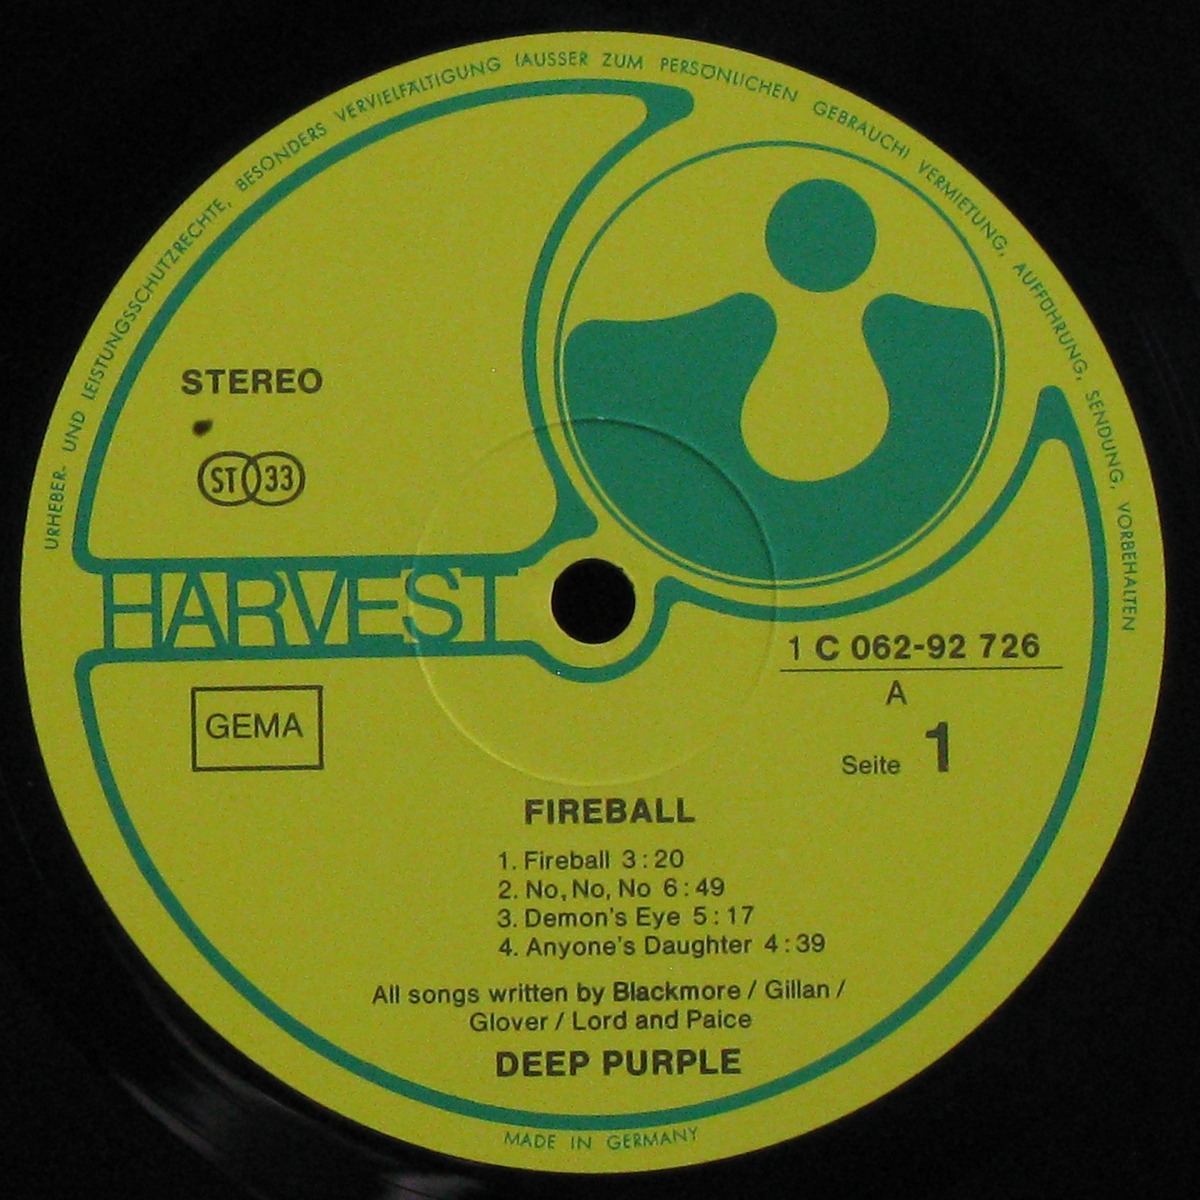 URHEBER- UND LEISTUNGSSCHUTZRECHTE, BESONDERS VERVIELFÄLTIGUNG (AUSSER ZUM PERSÖNLICHEN GEBRAUCH) VERMIETUNG, AUFFÜHRUNG, SENDUNG, VORBEHALTEN
STEREO
ST 33
HARVEST
1 C 062-92 726
A
GEMA
Seite 1
FIREBALL
1. Fireball 3:20
2. No, No, No 6:49
3. Demon's Eye 5:17
4. Anyone's Daughter 4:39
All songs written by Blackmore / Gillan /
Glover / Lord and Paice
DEEP PURPLE
MADE IN GERMANY